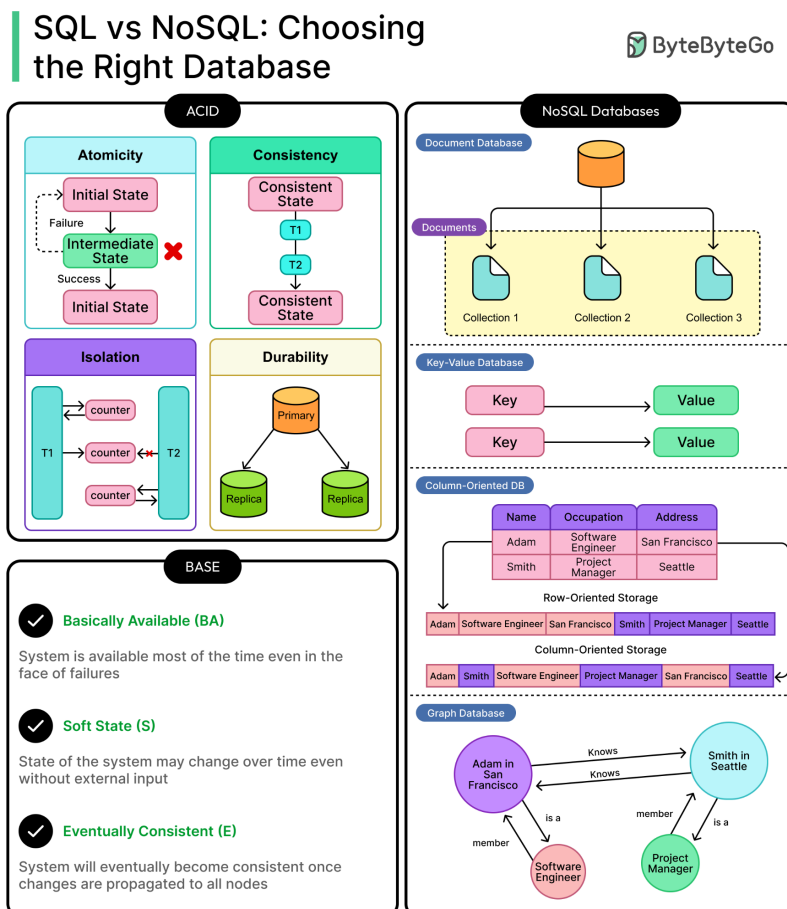 SQL vs NoSQL: Choosing
the Right Database
ByteByteGo
ACID
Atomicity
Initial State
Failure
Intermediate
State
Success
Initial State
Consistency
Consistent
State
T1
T2
Consistent
State
Isolation
T1
counter
counter
counter
T2
Durability
Primary
Replica
Replica
BASE
Basically Available (BA)
System is available most of the time even in the
face of failures
Soft State (S)
State of the system may change over time even
without external input
Eventually Consistent (E)
System will eventually become consistent once
changes are propagated to all nodes
NoSQL Databases
Document Database
Documents
Collection 1
Collection 2
Collection 3
Key-Value Database
Key
Value
Key
Value
Column-Oriented DB
Name Occupation Address
Adam Software Engineer San Francisco
Smith Project Manager Seattle
Row-Oriented Storage
Adam Software Engineer San Francisco Smith Project Manager Seattle
Column-Oriented Storage
Adam Smith Software Engineer Project Manager San Francisco Seattle
Graph Database
Adam in
San
Francisco
Knows
Knows
Smith in
Seattle
is a
member
member
is a
Software
Engineer
Project
Manager